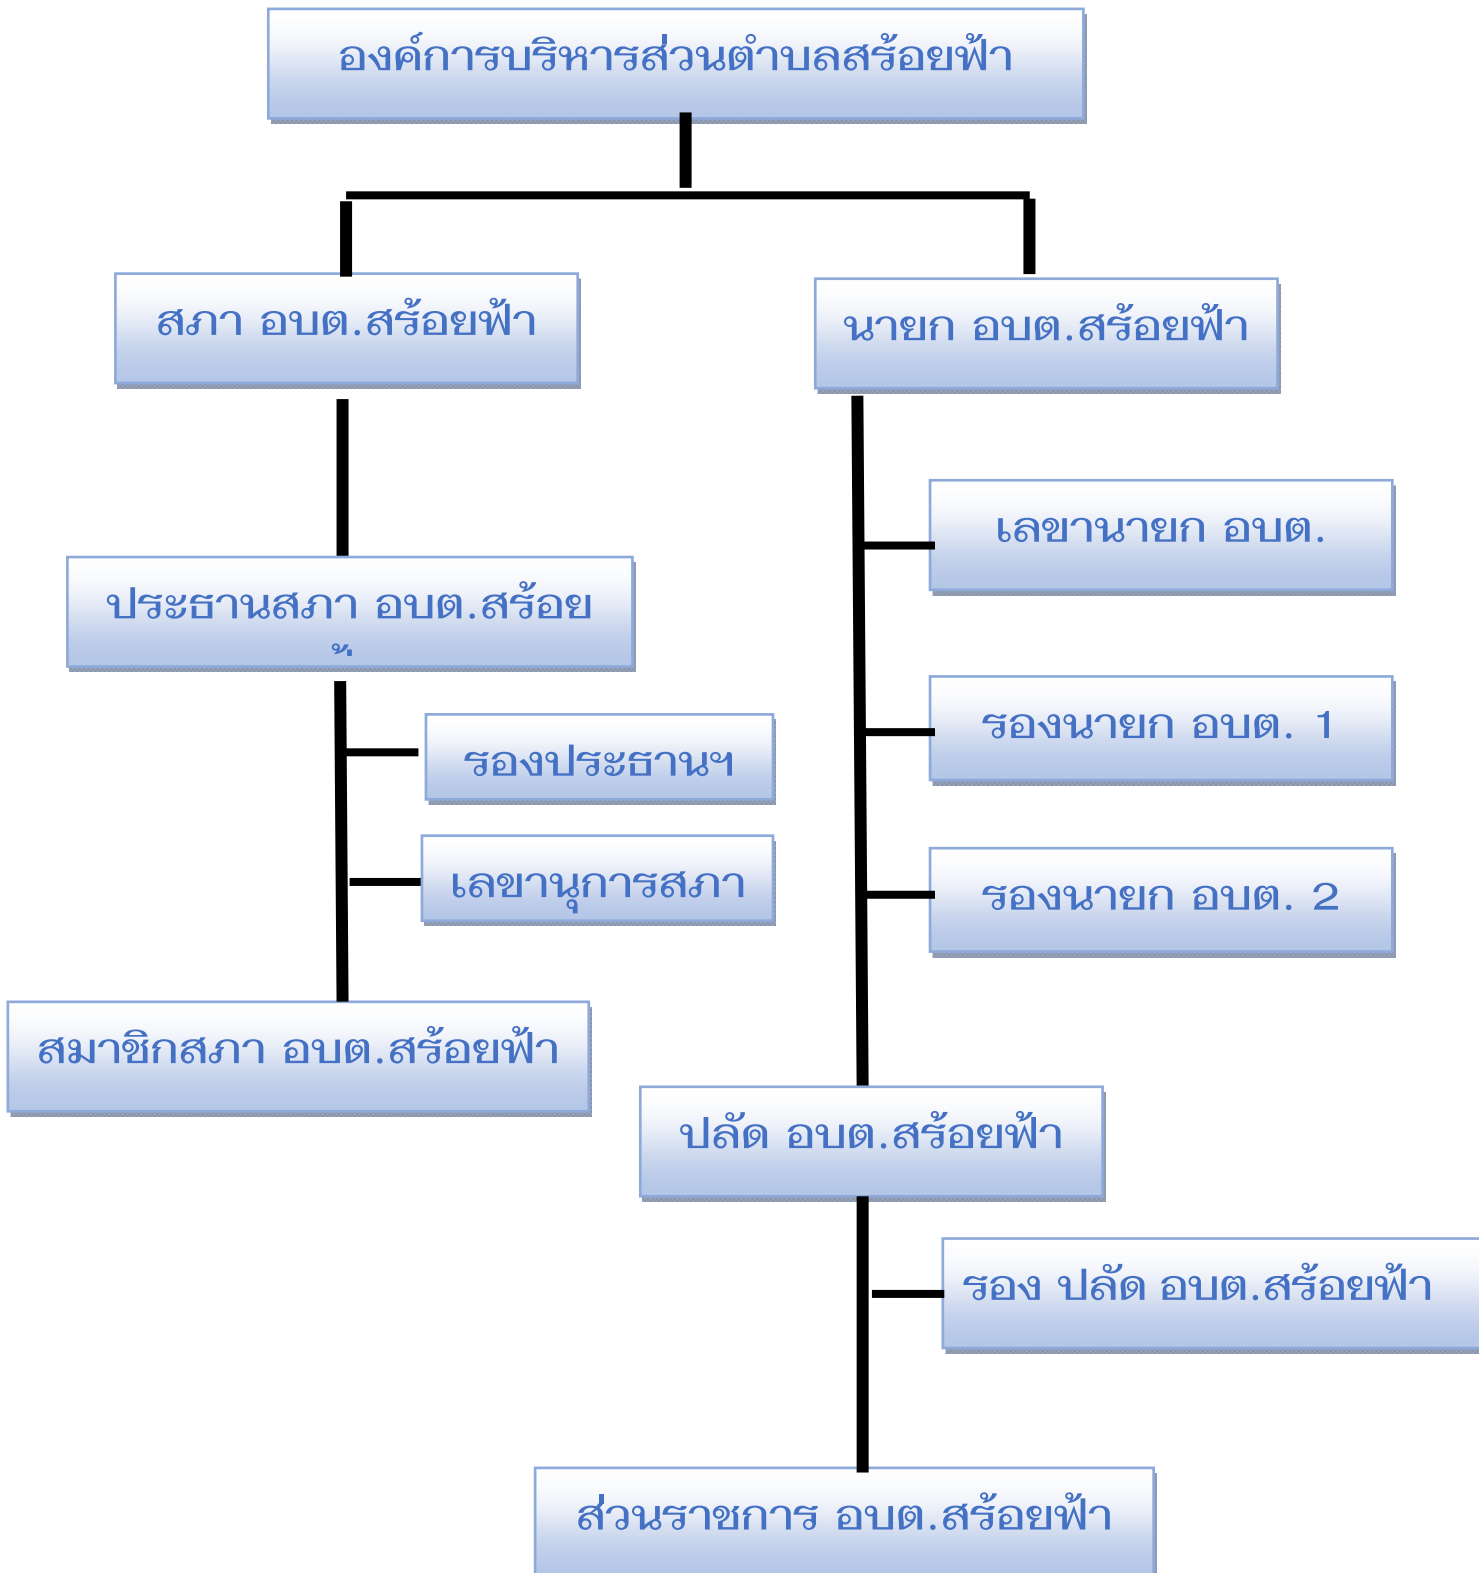 องค์การบริหารส่วนตำบลสร้อยฟ้า
สภา อบต.สร้อยฟ้า
นายก อบต.สร้อยฟ้า
เลขานายก อบต.
ประธานสภา อบต.สร้อย
รองนายก อบต. 1
รองประธานฯ
เลขานุการสภา
รองนายก อบต. 2
สมาชิกสภา อบต.สร้อยฟ้า
ปลัด อบต.สร้อยฟ้า
รอง ปลัด อบต.สร้อยฟ้า
ส่วนราชการ อบต.สร้อยฟ้า